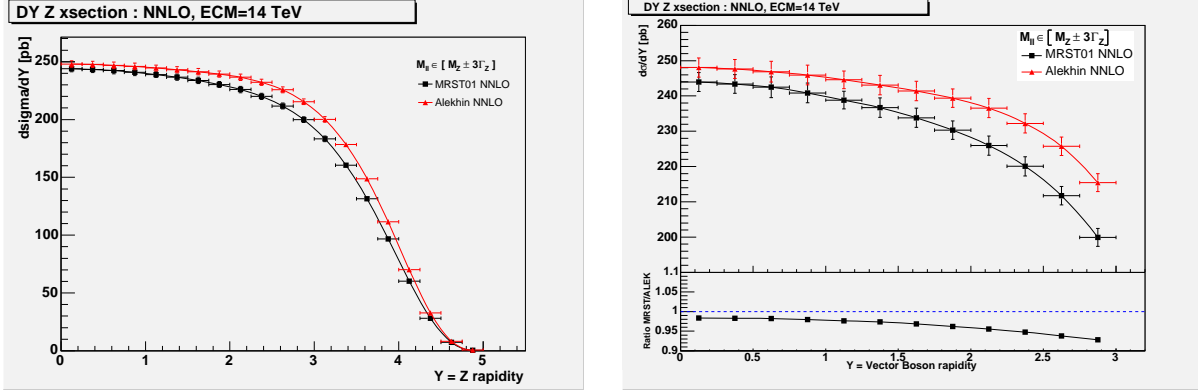 DY Z xsection : NNLO, ECM=14 TeV
dsigma/dY [pb]
250
200
150
100
50
0
M_ll ∈ [ M_Z ± 3Γ_Z ]
MRST01 NNLO
Alekhin NNLO
0 1 2 3 4 5
Y = Z rapidity
DY Z xsection : NNLO, ECM=14 TeV
dσ/dY [pb]
260
250
240
230
220
210
200
M_ll ∈ [ M_Z ± 3Γ_Z ]
MRST01 NNLO
Alekhin NNLO
Ratio MRST/ALEK
1.1
1.05
1
0.95
0.9
0 0.5 1 1.5 2 2.5 3
Y = Vector Boson rapidity